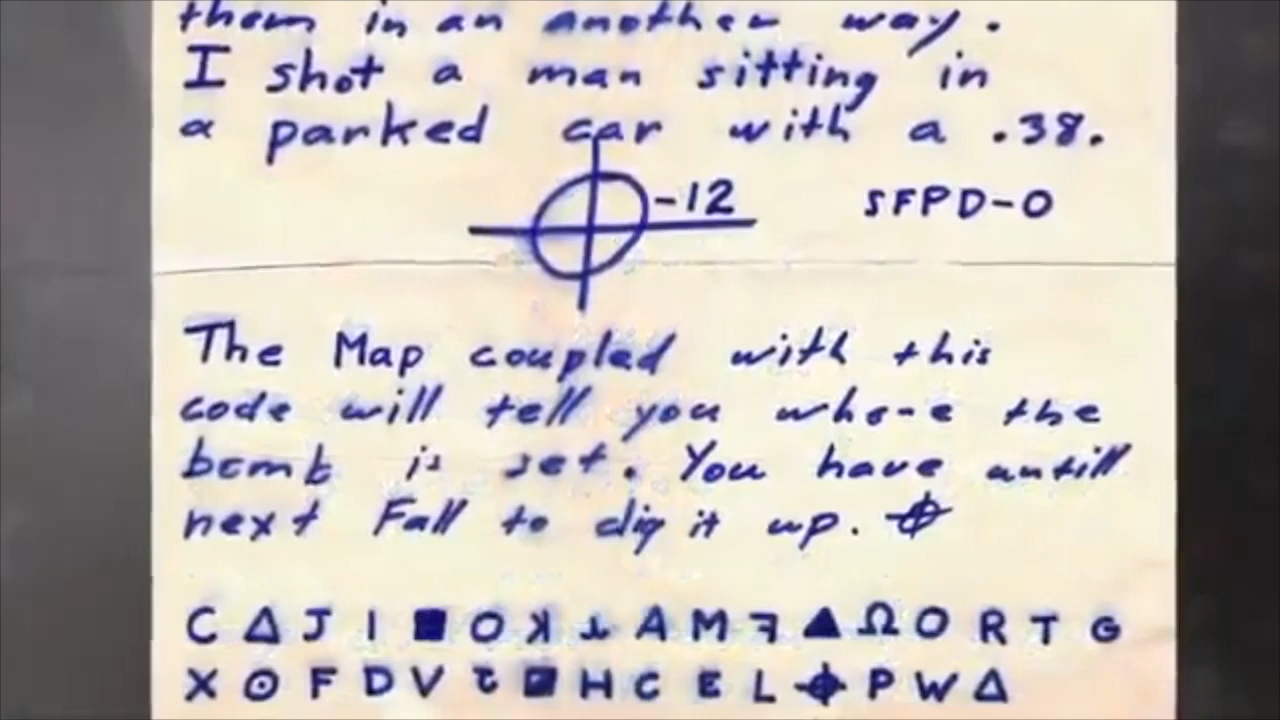 them in an another way.
I shot a man sitting in
a parked car with a .38.
-12 SFPD-0
The Map coupled with this
code will tell you where the
bomb is set. You have untill
next Fall to dig it up. ⌖
C Δ J I ■ O ꓘ ⅄ A M ꟻ ▲ Ω O R T G
X ⊙ F D V ■ H C E L ⌖ P W Δ